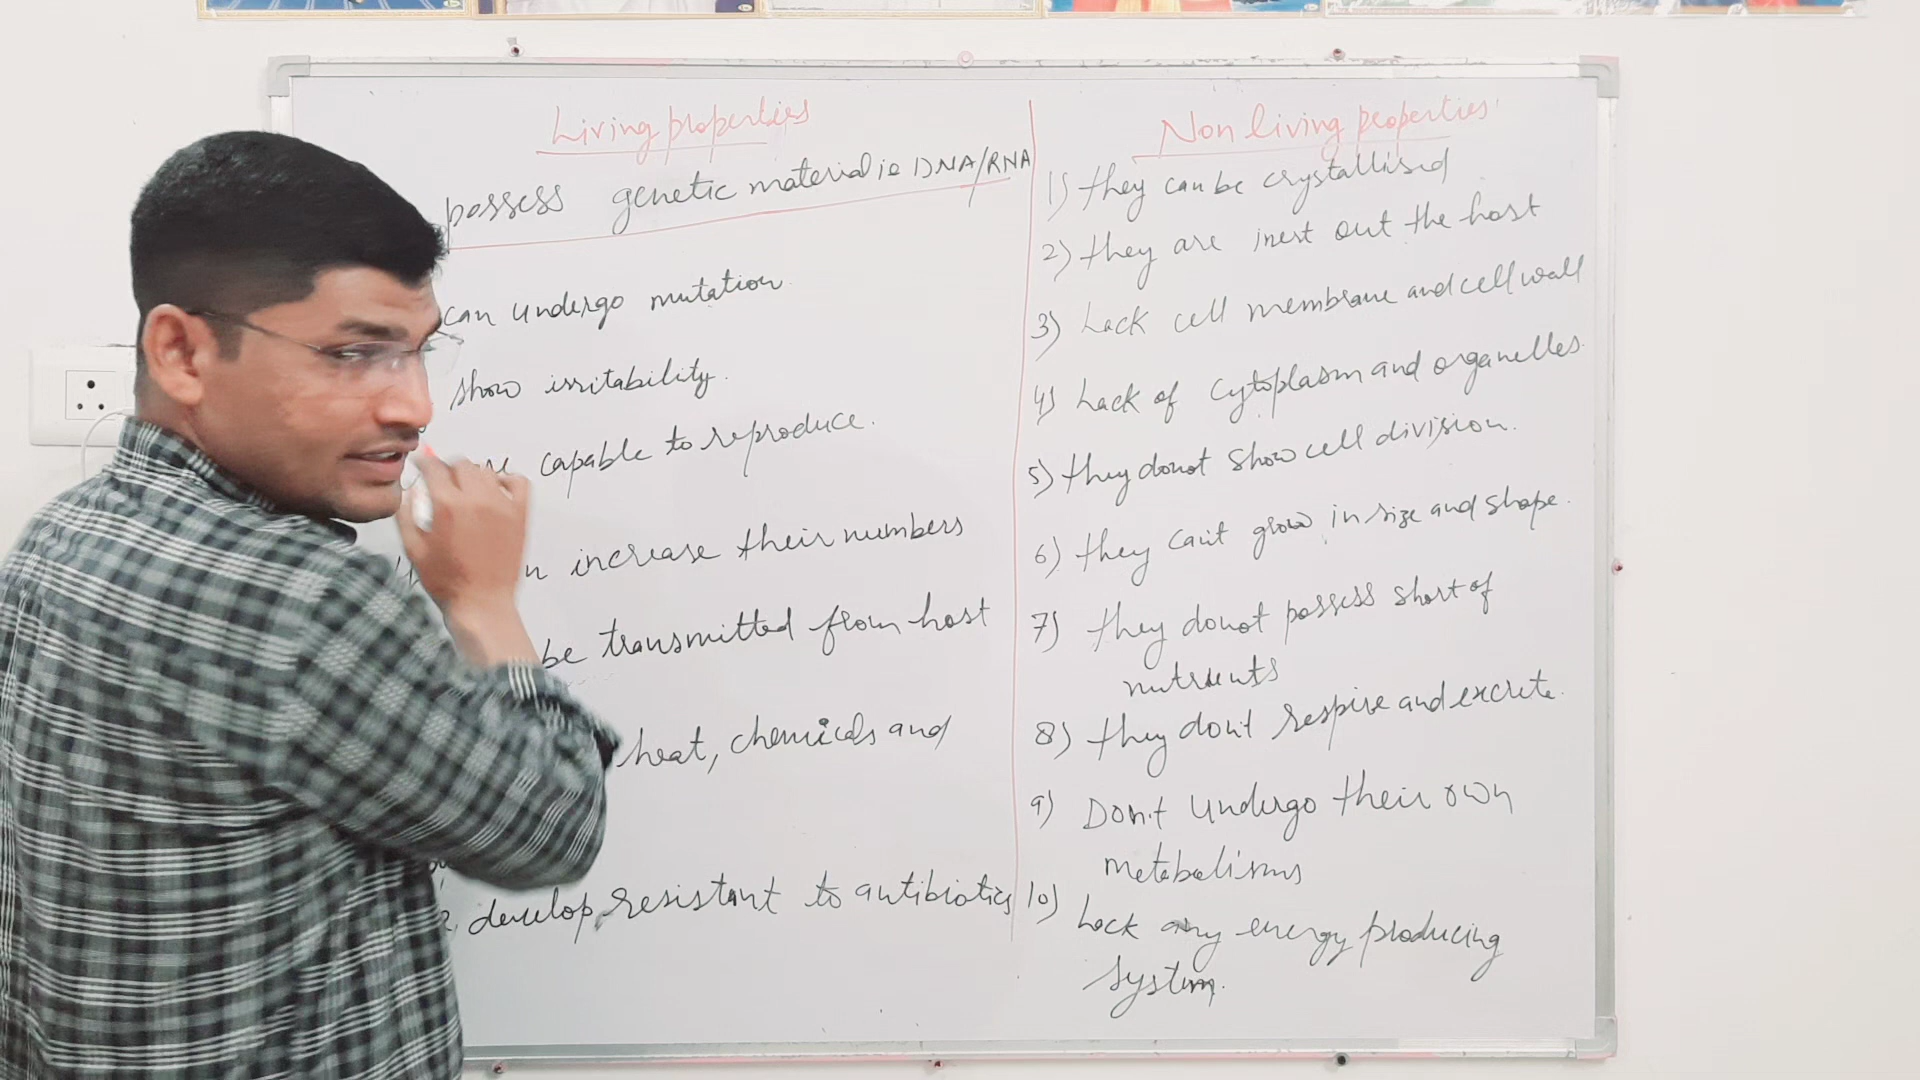 Living properties
possess genetic material ie DNA/RNA
can undergo mutation
show irritability.
capable to reproduce.
increase their numbers
be transmitted from host
heat, chemicals and
develop resistant to antibiotics
Non living properties
1) they can be crystallised
2) they are inert out the host
3) Lack cell membrane and cell wall
4) Lack of cytoplasm and organelles.
5) they donot show cell division.
6) they can't grow in size and shape.
7) they donot possess short of
nutrients
8) they don't respire and excrete.
9) Don't undergo their own
metabolisms
10) Lack any energy producing
system.